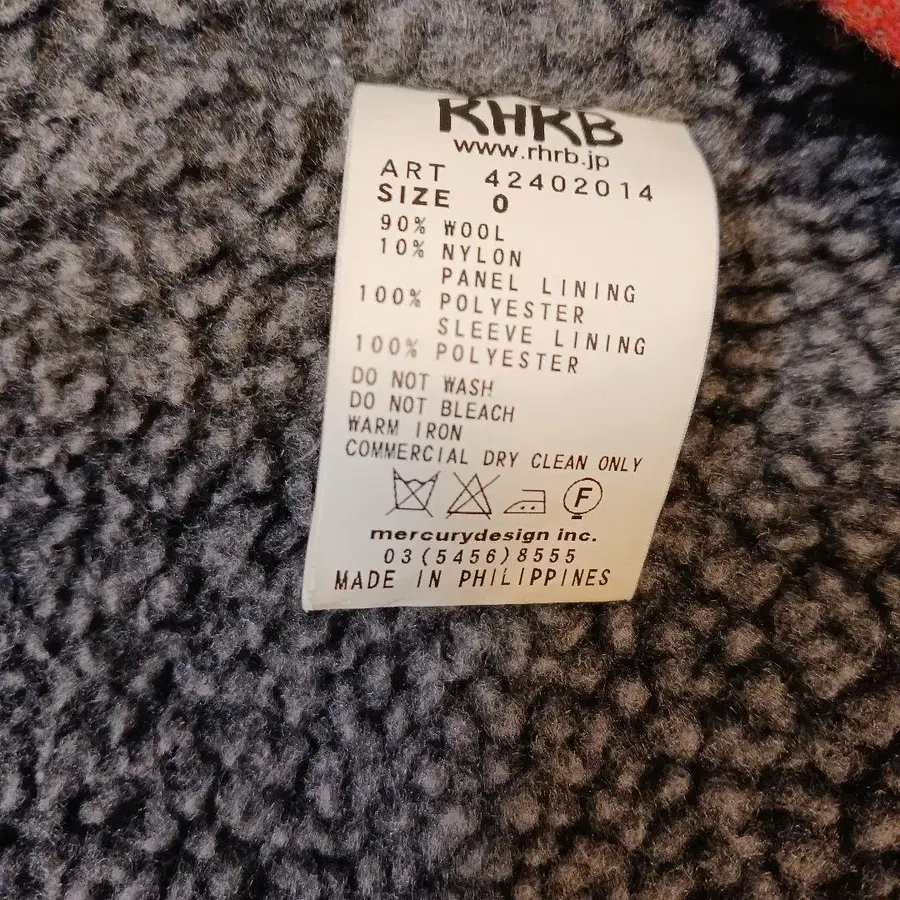 RHRB
www.rhrb.jp
ART 42402014
SIZE 0
90% WOOL
10% NYLON
PANEL LINING
100% POLYESTER
SLEEVE LINING
100% POLYESTER
DO NOT WASH
DO NOT BLEACH
WARM IRON
COMMERCIAL DRY CLEAN ONLY
F
mercurydesign inc.
03(5456)8555
MADE IN PHILIPPINES